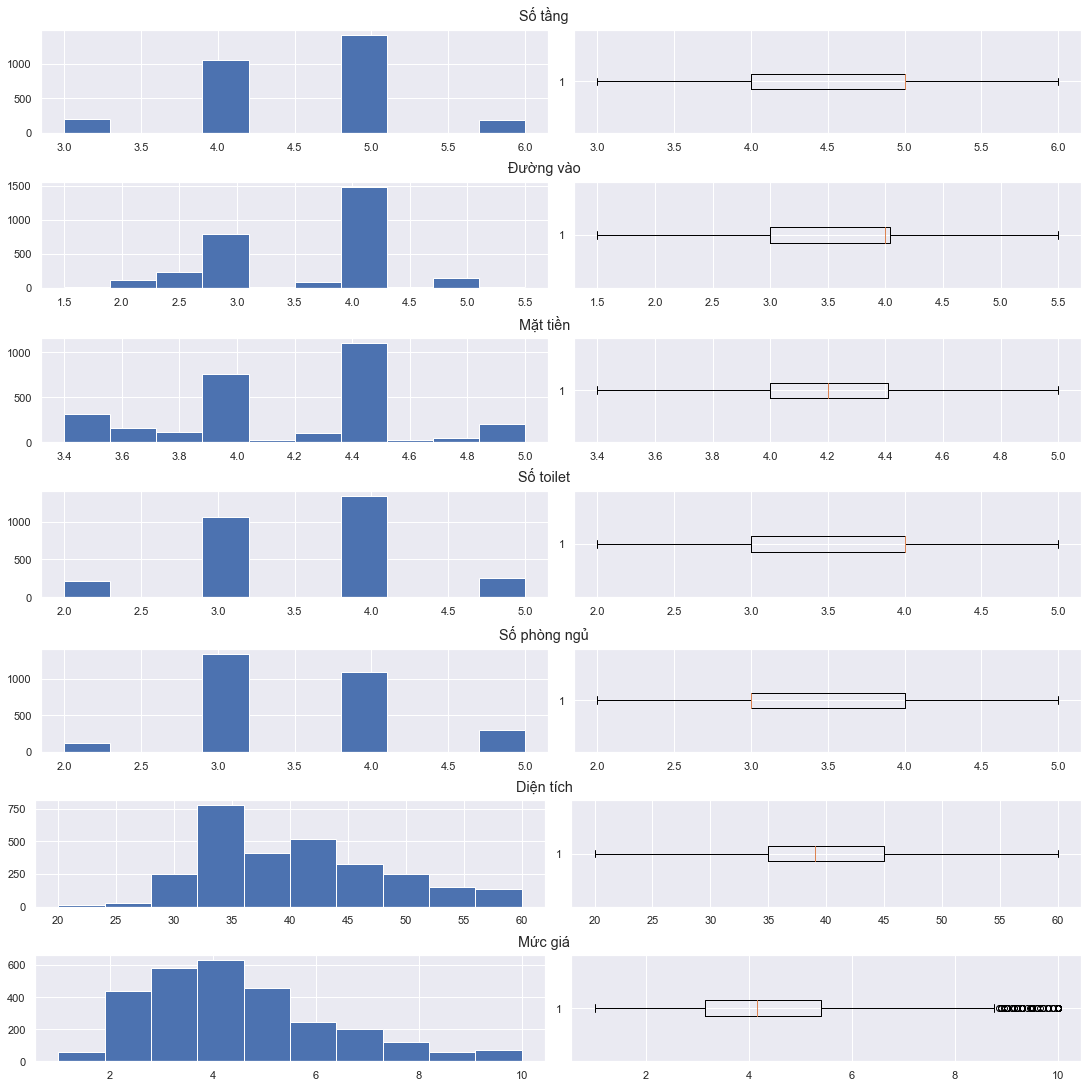 Số tầng
1000
500
0
3.0 3.5 4.0 4.5 5.0 5.5 6.0
1
3.0 3.5 4.0 4.5 5.0 5.5 6.0
Đường vào
1500
1000
500
0
1.5 2.0 2.5 3.0 3.5 4.0 4.5 5.0 5.5
1
1.5 2.0 2.5 3.0 3.5 4.0 4.5 5.0 5.5
Mặt tiền
1000
500
0
3.4 3.6 3.8 4.0 4.2 4.4 4.6 4.8 5.0
1
3.4 3.6 3.8 4.0 4.2 4.4 4.6 4.8 5.0
Số toilet
1000
500
0
2.0 2.5 3.0 3.5 4.0 4.5 5.0
1
2.0 2.5 3.0 3.5 4.0 4.5 5.0
Số phòng ngủ
1000
500
0
2.0 2.5 3.0 3.5 4.0 4.5 5.0
1
2.0 2.5 3.0 3.5 4.0 4.5 5.0
Diện tích
750
500
250
0
20 25 30 35 40 45 50 55 60
1
20 25 30 35 40 45 50 55 60
Mức giá
600
400
200
0
2 4 6 8 10
1
2 4 6 8 10